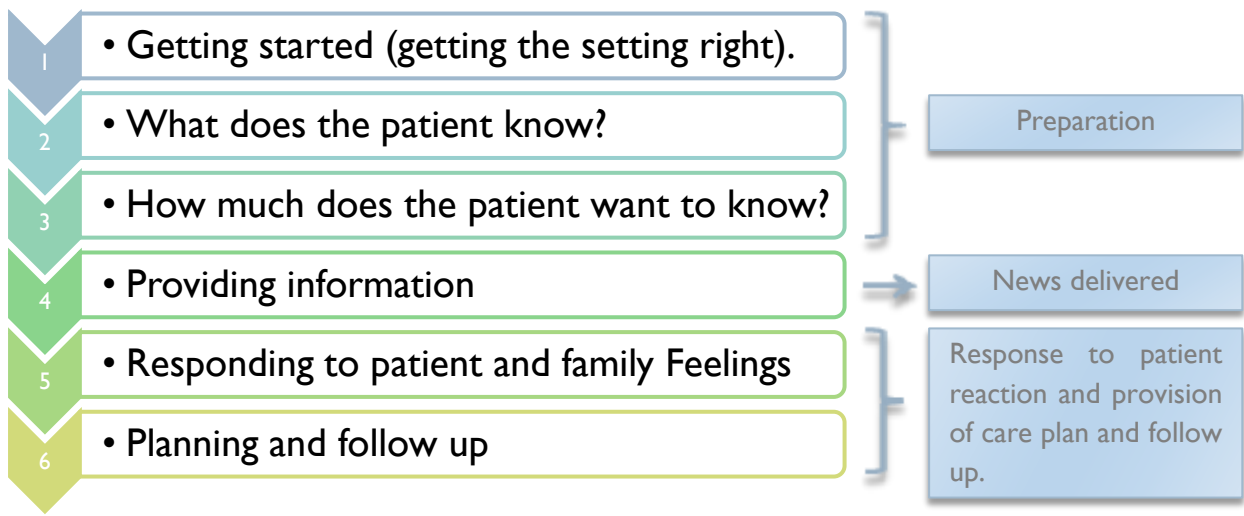 1
• Getting started (getting the setting right).
2
• What does the patient know?
3
• How much does the patient want to know?
4
• Providing information
5
• Responding to patient and family Feelings
6
• Planning and follow up
Preparation
News delivered
Response to patient
reaction and provision
of care plan and follow
up.